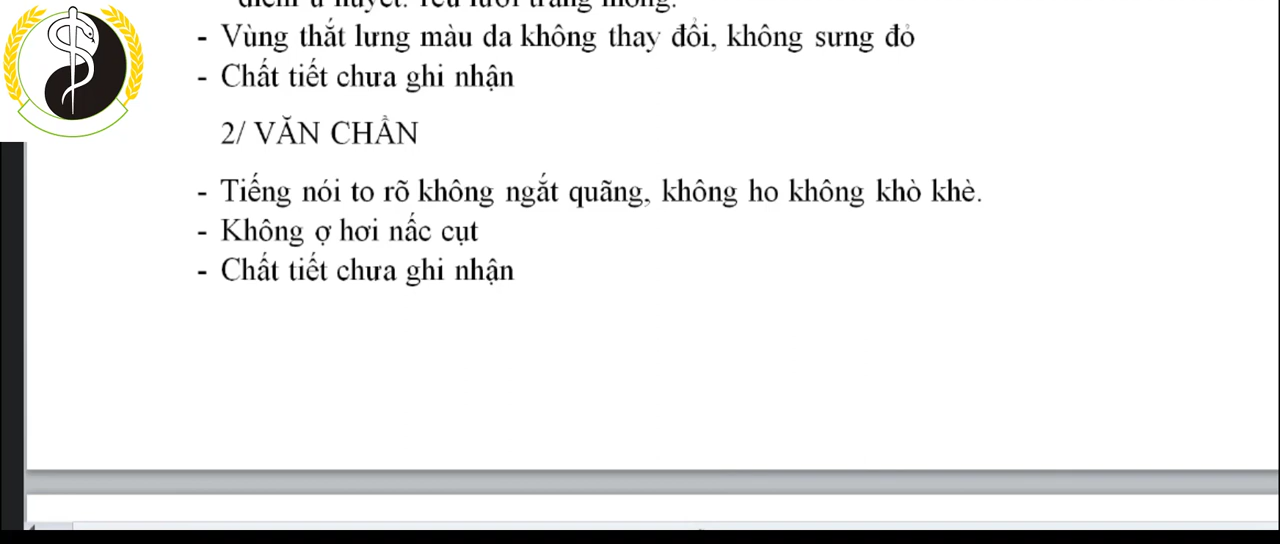 - Vùng thắt lưng màu da không thay đổi, không sưng đỏ
- Chất tiết chưa ghi nhận
2/ VĂN CHẨN
- Tiếng nói to rõ không ngắt quãng, không ho không khò khè.
- Không ợ hơi nấc cụt
- Chất tiết chưa ghi nhận